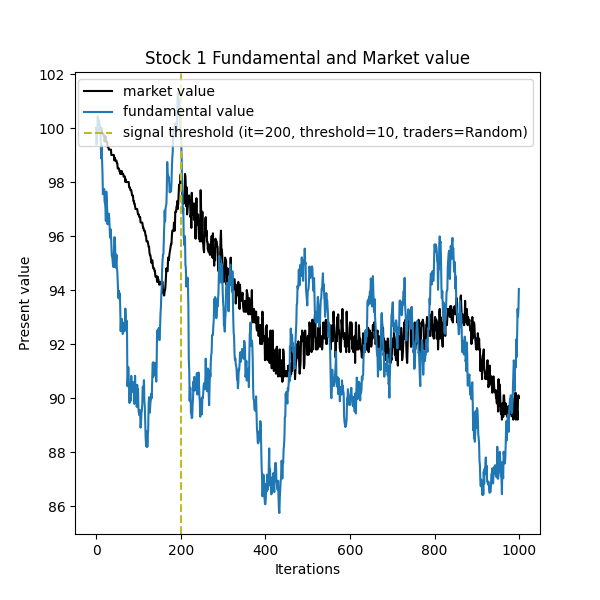 Stock 1 Fundamental and Market value
market value
fundamental value
signal threshold (it=200, threshold=10, traders=Random)
Present value
102
100
98
96
94
92
90
88
86
0
200
400
600
800
1000
Iterations